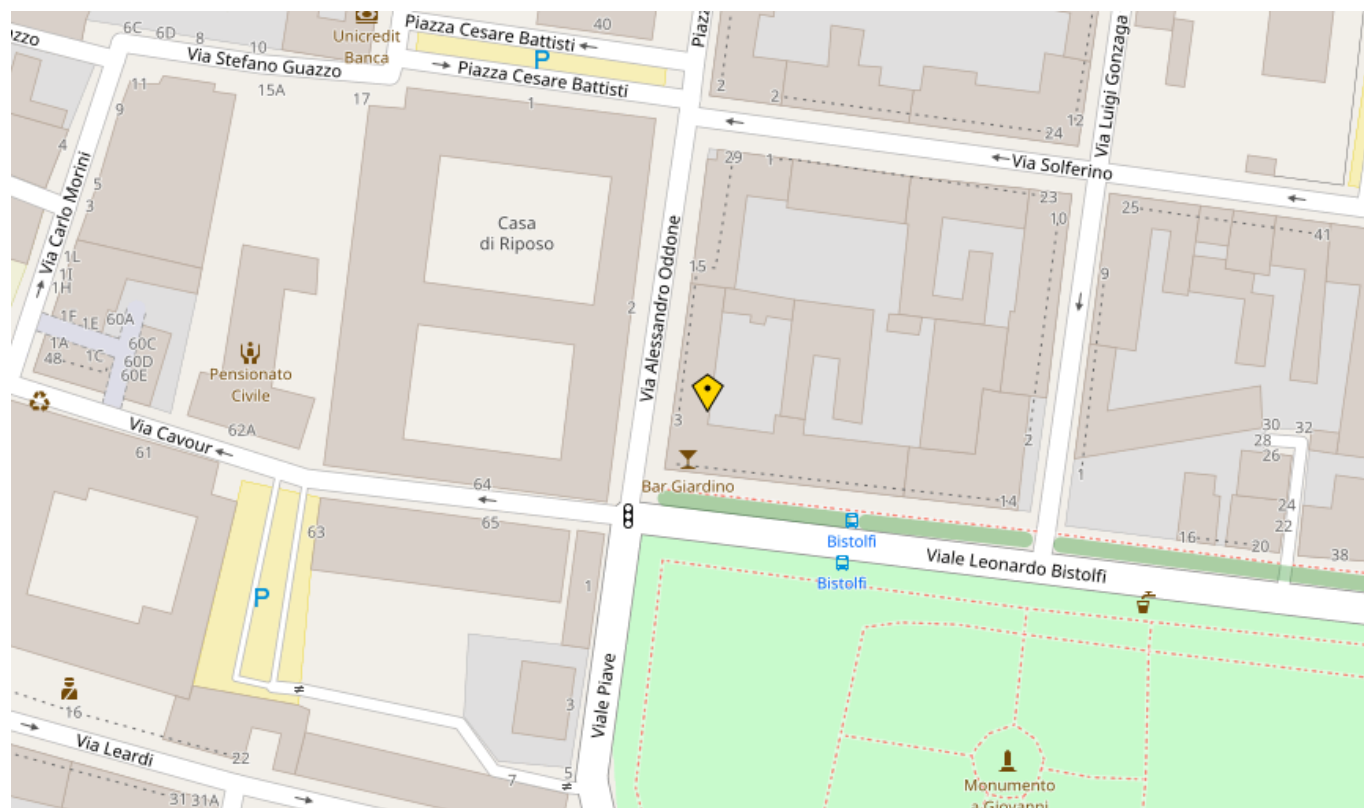 6C
6D
8
10
Unicredit
Banca
Piazza Cesare Battisti
40
Via Stefano Guazzo
15A
17
P
Piazza Cesare Battisti
1
2
2
24
12
Via Luigi Gonzaga
Via Solferino
11
9
4
5
3
Via Carlo Morini
1L
1I
1H
1E
60A
1A
1C
48
60C
60D
60E
Casa
di Riposo
2
Via Alessandro Oddone
29
1
15
3
23
10
25
41
9
Pensionato
Civile
62A
Via Cavour
61
64
65
63
Bar Giardino
14
2
1
30
32
28
26
24
22
16
20
38
Bistolfi
Bistolfi
Viale Leonardo Bistolfi
P
1
3
5
7
Viale Piave
16
22
Via Leardi
31
31A
Monumento
a Giovanni